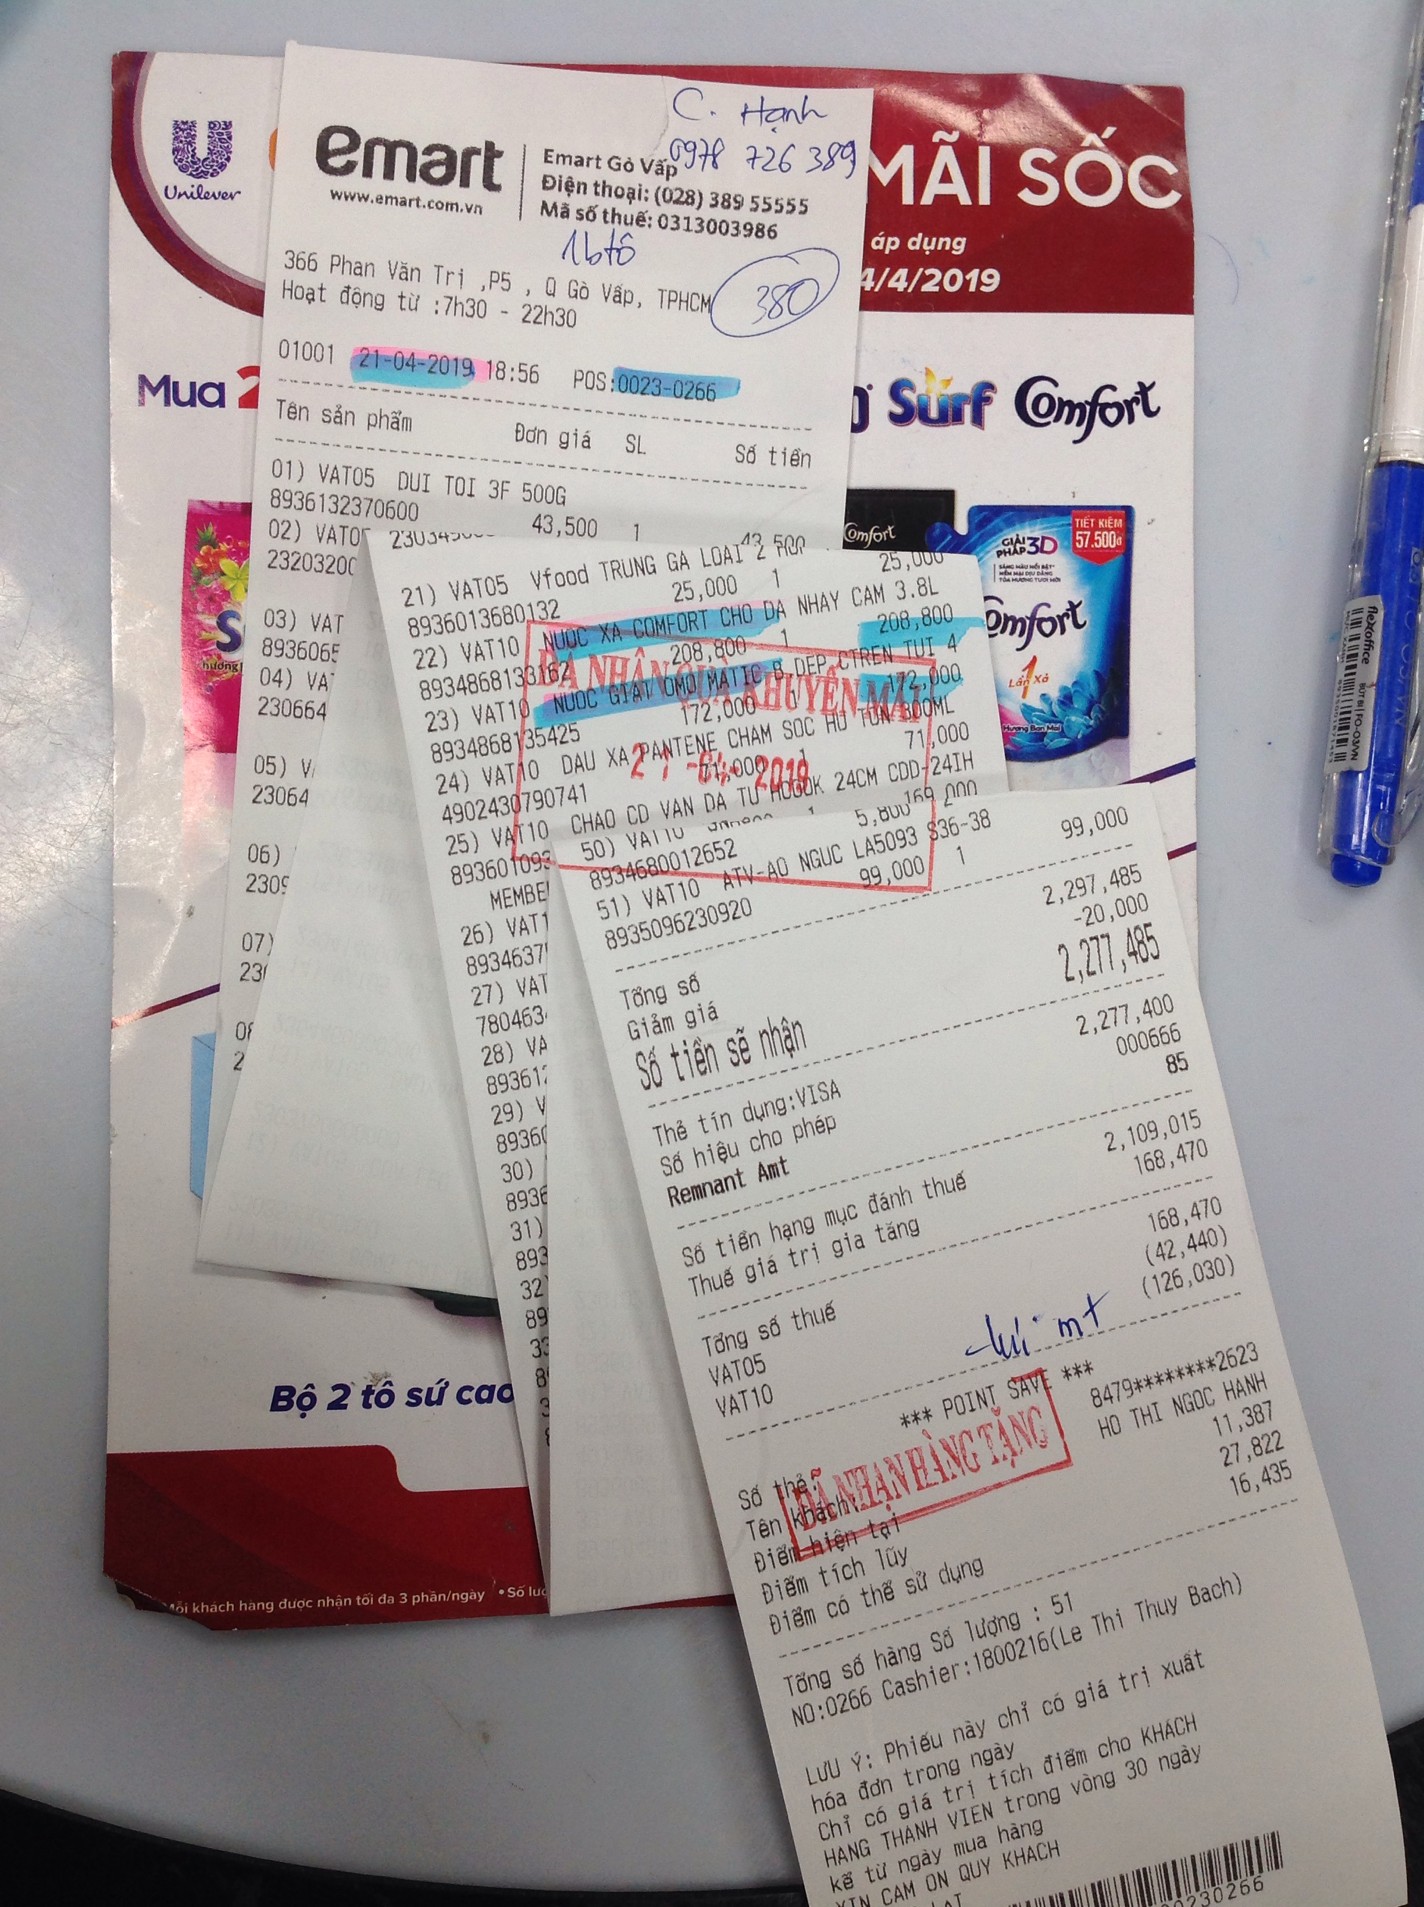 Unilever
MÃI SỐC
áp dụng
4/4/2019
Mua 2
Surf
Comfort
C. Hạnh
0978 726 389
emart
www.emart.com.vn
Emart Gò Vấp
Điện thoại: (028) 389 55555
Mã số thuế: 0313003986
1 bộ tô
380
366 Phan Văn Trị ,P5 , Q Gò Vấp, TPHCM
Hoạt động từ :7h30 - 22h30
01001 21-04-2019 18:56 POS:0023-0266
Tên sản phẩm Đơn giá SL Số tiền
01) VAT05 DUI TOI 3F 500G
8936132370600 43,500 1 43,500
02) VAT05
2320320
03) VAT
893606
04) VA
230664
05) V
23064
06)
2309
07)
23
08
2
21) VAT05 Vfood TRUNG GA LOAI 2
8936013680132 25,000 1 25,000
22) VAT10 NUOC XA COMFORT CHO DA NHAY CAM 3.8L
8934868133162 208,800 1 208,800
23) VAT10 NUOC GIAT OMO MATIC B.DEP CTREN TUI 4
8934868135425 172,000 1 172,000
24) VAT10 DAU XA PANTENE CHAM SOC HU TON 300ML
4902430790741 71,000 1 71,000
25) VAT10 CHAO CD VAN DA TU HOGOK 24CM CDD-24IH
893601093 169,000
MEMBE
26) VAT1
8934637
27) VAT
780463
28) VA
893612
29) V
8936
30)
8936
31)
893
32)
89
33
ĐÃ NHẬN QUÀ KHUYẾN MÃI
21 -04- 2019
50) VAT10
8934680012652 1 5,800
51) VAT10 ATV-AO NGUC LA5093 S36-38
8935096230920 99,000 1 99,000
Tổng số 2,297,485
Giảm giá -20,000
Số tiền sẽ nhận 2,277,485
Thẻ tín dụng:VISA 2,277,400
Số hiệu cho phép 000666
Remnant Amt 85
Số tiền hạng mục đánh thuế 2,109,015
Thuế giá trị gia tăng 168,470
Tổng số thuế 168,470
VAT05 (42,440)
VAT10 (126,030)
*** POINT SAVE ***
Số thẻ: 8479********2623
Tên khách: HO THI NGOC HANH
Điểm hiện tại 11,387
Điểm tích lũy 27,822
Điểm có thể sử dụng 16,435
ĐÃ NHẬN HÀNG TẶNG
Tổng số hàng Số lượng : 51
NO:0266 Cashier:1800216(Le Thi Thuy Bach)
LƯU Ý: Phiếu này chỉ có giá trị xuất
hóa đơn trong ngày
Chỉ có giá trị tích điểm cho KHÁCH
HANG THANH VIEN trong vòng 30 ngày
kể từ ngày mua hàng
XIN CAM ON QUY KHACH
00230266
Comfort
GIẢI PHÁP 3D
TIẾT KIỆM
57.500đ
Comfort
1 Lần Xả
Hương Ban Mai
flexoffice
Bộ 2 tô sứ cao
Mỗi khách hàng được nhận tối đa 3 phần/ngày • Số lượ